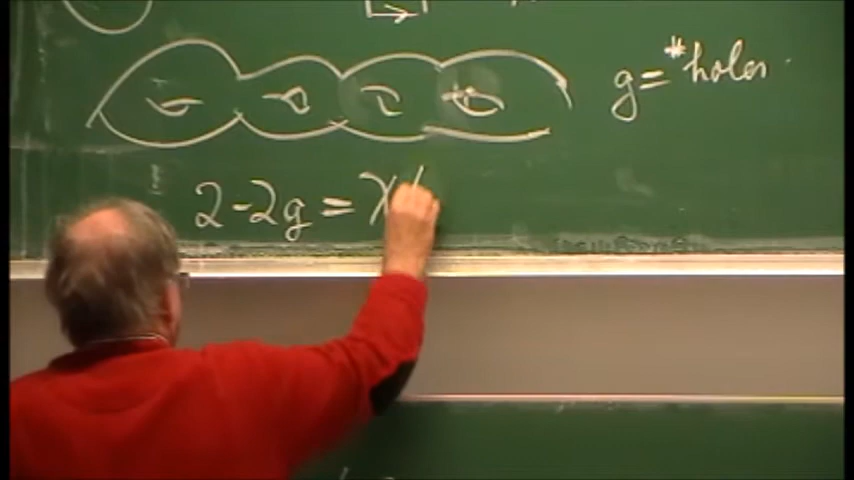 g = # holes
2 - 2g = χ(